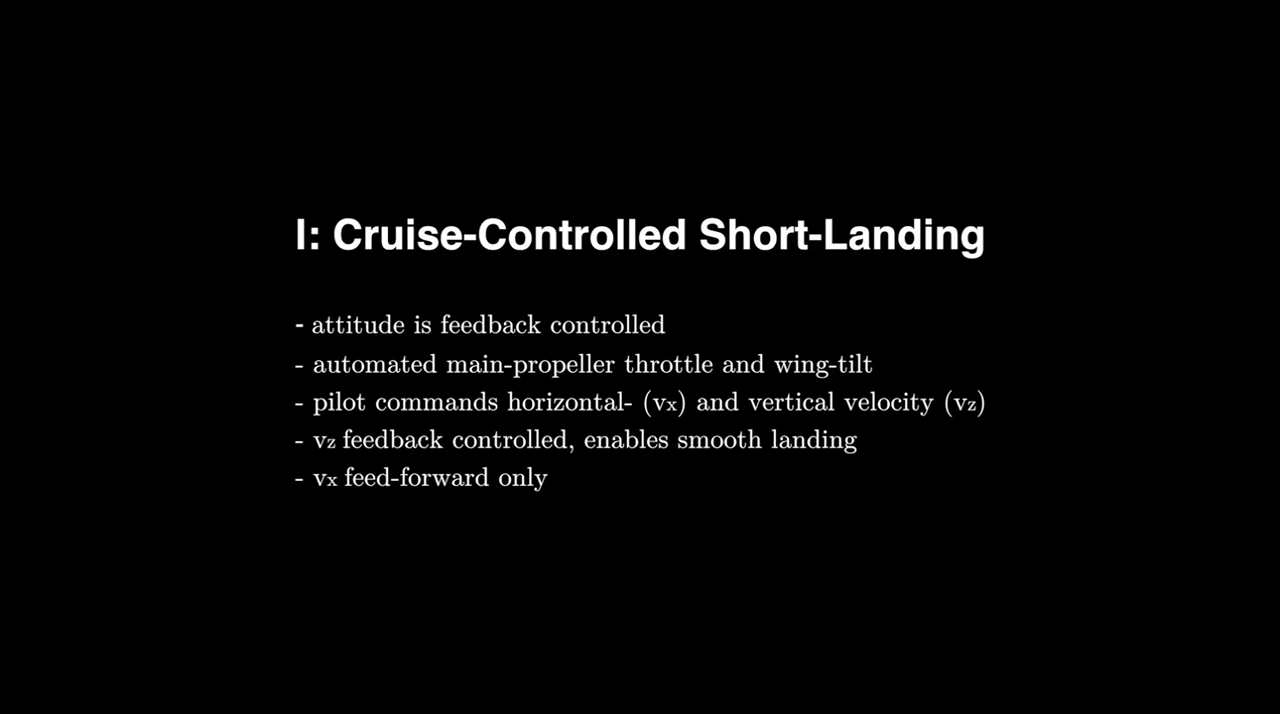 I: Cruise-Controlled Short-Landing
- attitude is feedback controlled
- automated main-propeller throttle and wing-tilt
- pilot commands horizontal- (vx) and vertical velocity (vz)
- vz feedback controlled, enables smooth landing
- vx feed-forward only